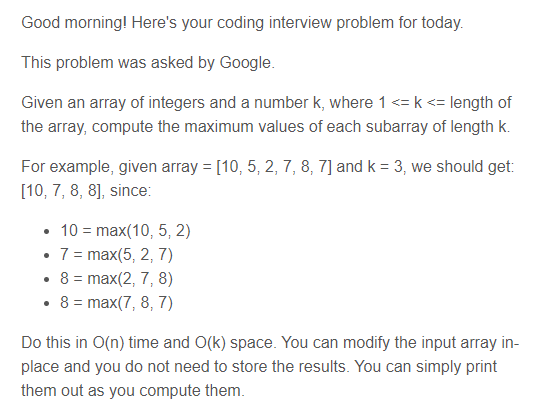 Good morning! Here's your coding interview problem for today.
This problem was asked by Google.
Given an array of integers and a number k, where 1 <= k <= length of
the array, compute the maximum values of each subarray of length k.
For example, given array = [10, 5, 2, 7, 8, 7] and k = 3, we should get:
[10, 7, 8, 8], since:
• 10 = max(10, 5, 2)
• 7 = max(5, 2, 7)
• 8 = max(2, 7, 8)
• 8 = max(7, 8, 7)
Do this in O(n) time and O(k) space. You can modify the input array in-
place and you do not need to store the results. You can simply print
them out as you compute them.